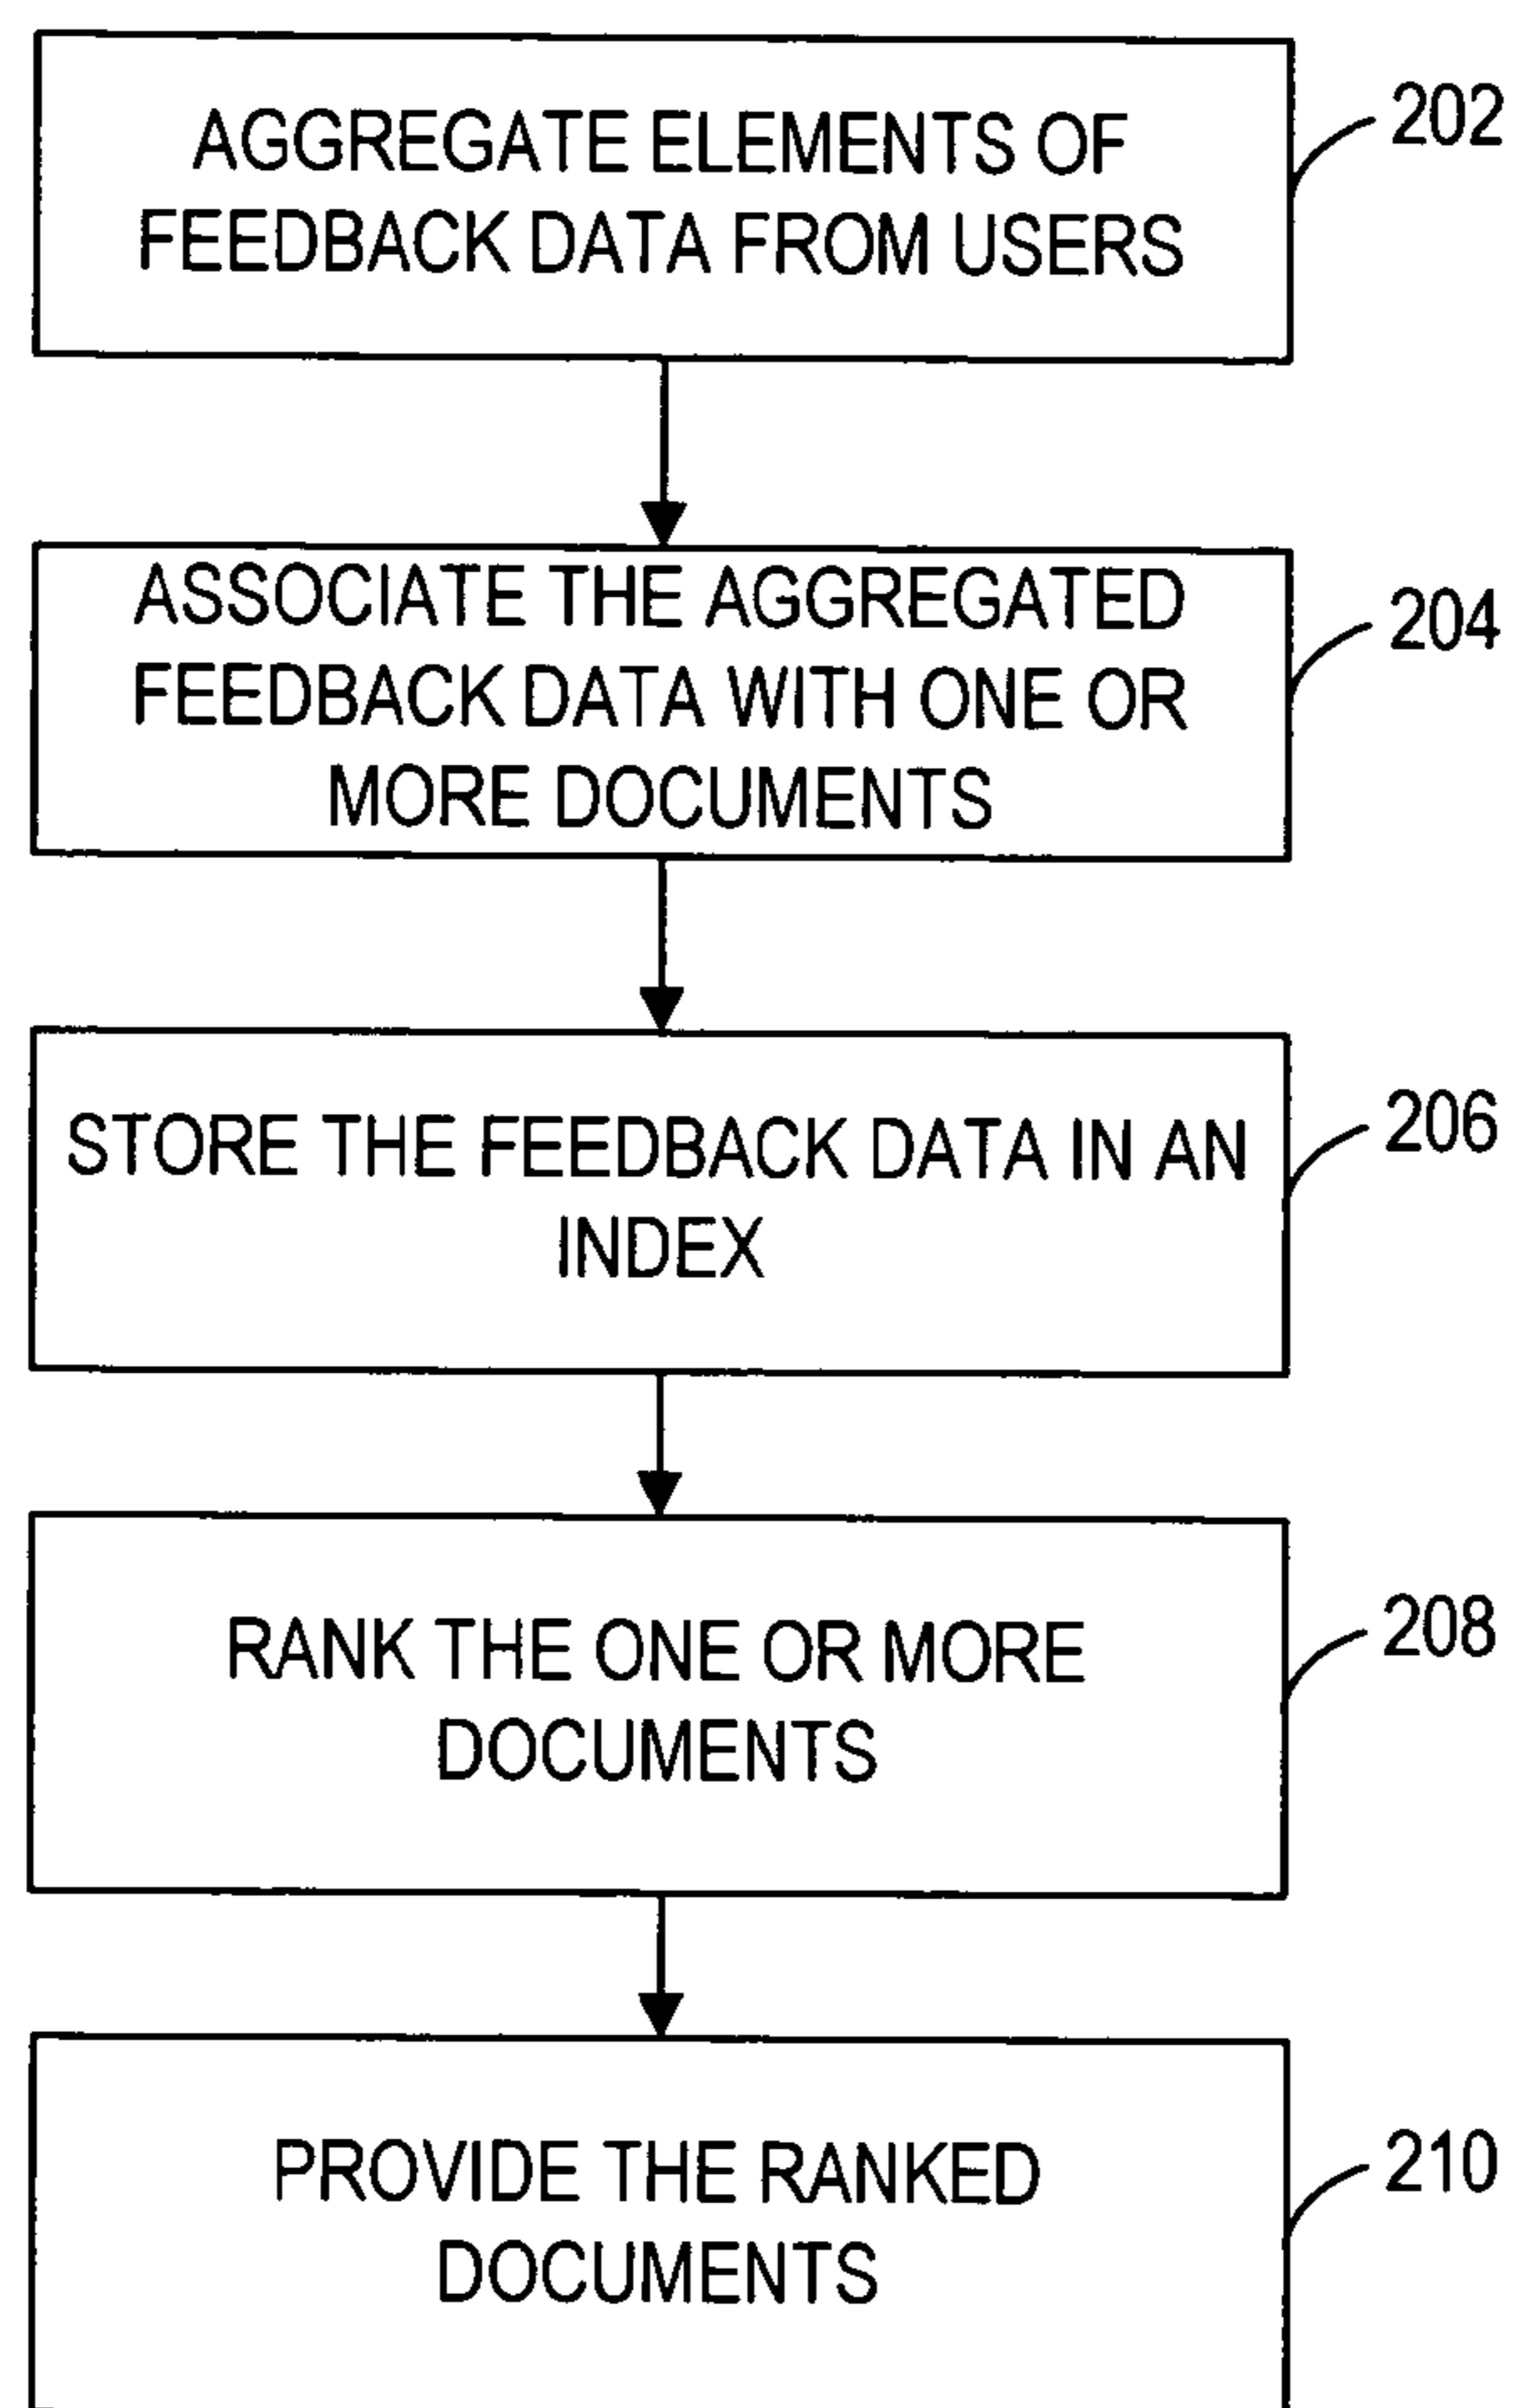 AGGREGATE ELEMENTS OF
FEEDBACK DATA FROM USERS
202
ASSOCIATE THE AGGREGATED
FEEDBACK DATA WITH ONE OR
MORE DOCUMENTS
204
STORE THE FEEDBACK DATA IN AN
INDEX
206
RANK THE ONE OR MORE
DOCUMENTS
208
PROVIDE THE RANKED
DOCUMENTS
210